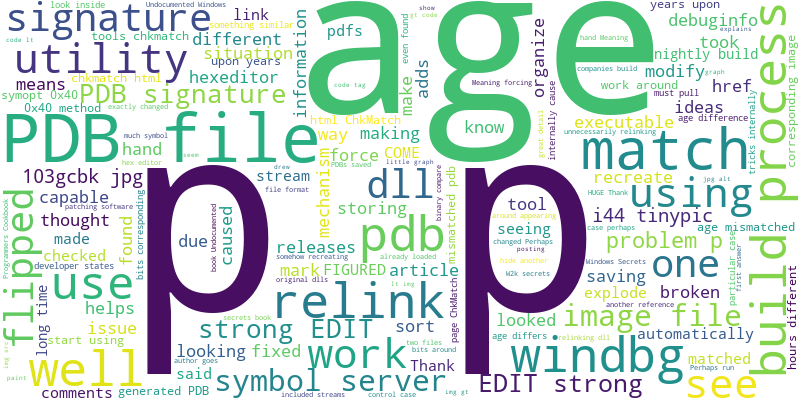 look inside
Undocumented Windows
something similar
signature
link
code lt
tools chkmatch
different
situation
utility
upon years
means
chkmatch html
hexeditor
symopt 0x40
PDB signature
0x40 method
exactly changed
information
pdfs
code tag
make
adds
age
gt code
show
even found
know
hand Meaning
Meaning forcing
organize
internally cause
years upon
debuginfo
took
explains
nightly build
companies build
modify
graph
href
work around
must pull
ideas
age difference
executable
great detail
unnecessarily relinking
tricks internally
process
corresponding image
PDB file
much symbol
hand
hex editor
patching software
103gcbk jpg
capable
thought
made
bits corresponding
flipped
Programmers Cookbook
found
checked
developer states
use
long time
helps
issue
start using
well
img src
paint
comments
said
generated PDB
author goes
seem
file format
drew
stream
due
caused
book Undocumented
storing
releases
mark
original dlls
FIGURED
article
lt img
relink
strong EDIT
sort
fixed
looking
secrets book
work
symbol server
included streams
control case
two files
bits around
img gt
p
mechanism
html ChkMatch
way
making
force
COME
PDBs saved
little graph
dll
mismatched pdb
binary compare
pdb
already loaded
somehow recreating
page ChkMatch
Thank
match
using
recreate
jpg alt
tool
around appearing
seeing
hide another
changed Perhaps
posting
W2k secrets
HUGE Thank
i44 tinypic
age mismatched
problem p
case perhaps
Windows Secrets
one
saving
explode
broken
another reference
looked
image file
automatically
age differs
matched
relinking dll
Perhaps run
windbg
EDIT strong
see
build
particular case
first answer
hours different
p